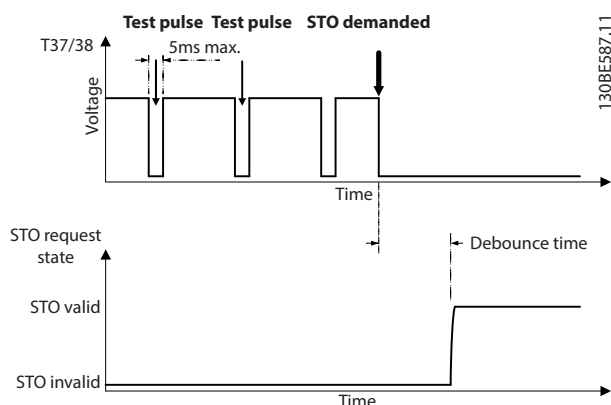 Test pulse Test pulse STO demanded
T37/38
5ms max.
Voltage
Time
130BE587.11
STO request
state
Debounce time
STO valid
STO invalid
Time